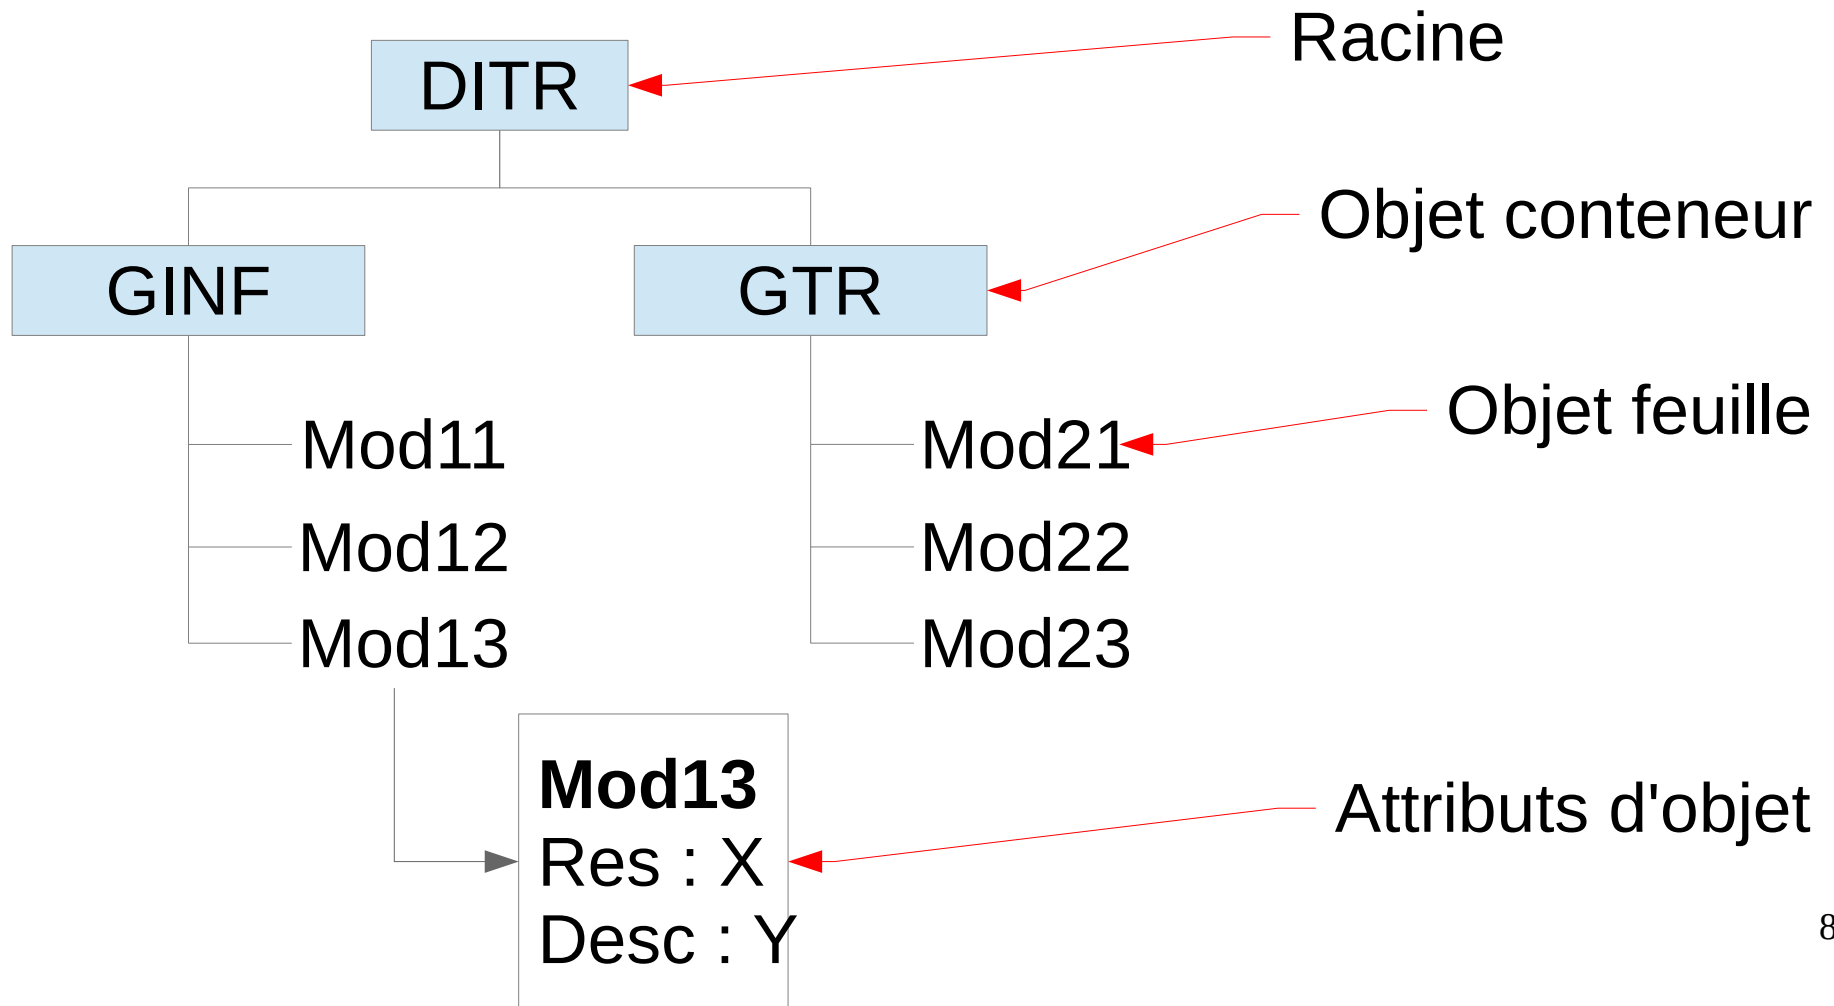 Racine
DITR
Objet conteneur
GINF
GTR
Objet feuille
Mod11
Mod21
Mod12
Mod22
Mod13
Mod23
Mod13
Res : X
Desc : Y
Attributs d'objet
8